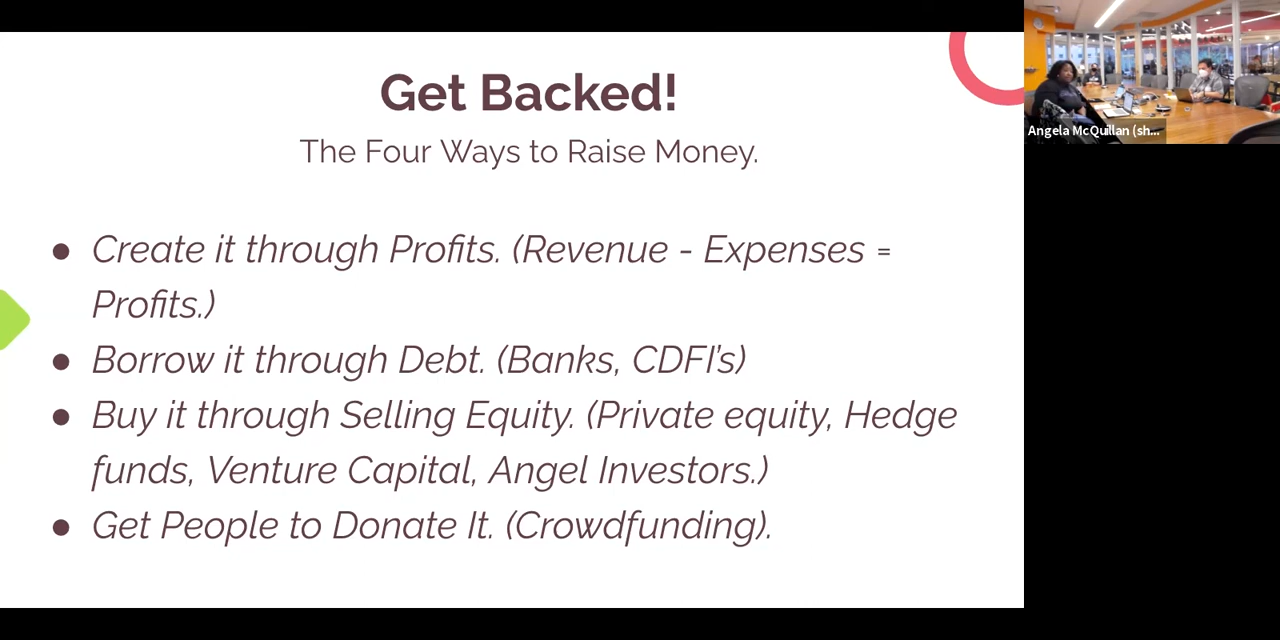 Get Backed!
The Four Ways to Raise Money.
● Create it through Profits. (Revenue - Expenses =
Profits.)
● Borrow it through Debt. (Banks, CDFI’s)
● Buy it through Selling Equity. (Private equity, Hedge
funds, Venture Capital, Angel Investors.)
● Get People to Donate It. (Crowdfunding).
Angela McQuillan (sh...